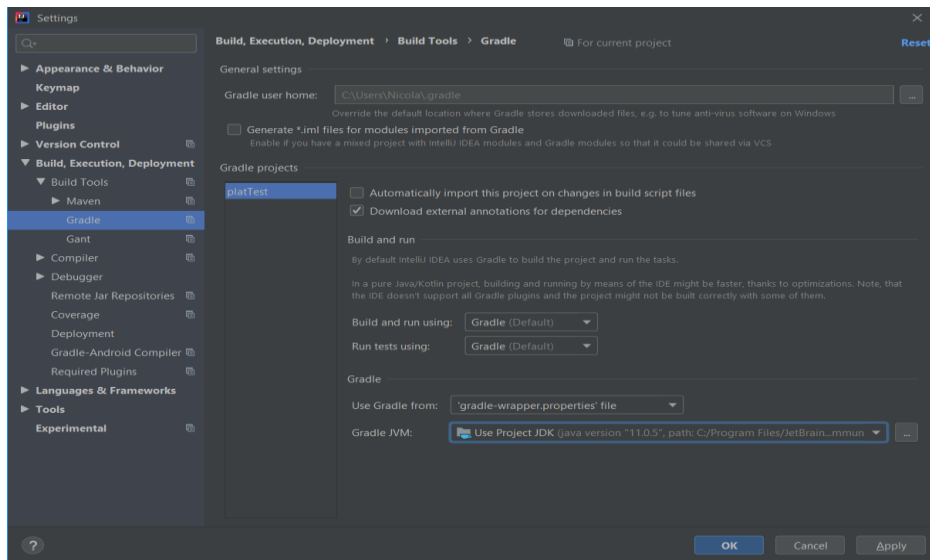 Settings
Build, Execution, Deployment › Build Tools › Gradle
For current project
Reset
Appearance & Behavior
Keymap
Editor
Plugins
Version Control
Build, Execution, Deployment
Build Tools
Maven
Gradle
Gant
Compiler
Debugger
Remote Jar Repositories
Coverage
Deployment
Gradle-Android Compiler
Required Plugins
Languages & Frameworks
Tools
Experimental
General settings
Gradle user home: C:\Users\Nicola\.gradle ...
Override the default location where Gradle stores downloaded files, e.g. to tune anti-virus software on Windows
Generate *.iml files for modules imported from Gradle
Enable if you have a mixed project with IntelliJ IDEA modules and Gradle modules so that it could be shared via VCS
Gradle projects
platTest
Automatically import this project on changes in build script files
Download external annotations for dependencies
Build and run
By default IntelliJ IDEA uses Gradle to build the project and run the tasks.
In a pure Java/Kotlin project, building and running by means of the IDE might be faster, thanks to optimizations. Note, that
the IDE doesn't support all Gradle plugins and the project might not be built correctly with some of them.
Build and run using: Gradle (Default)
Run tests using: Gradle (Default)
Gradle
Use Gradle from: 'gradle-wrapper.properties' file
Gradle JVM: Use Project JDK (java version "11.0.5", path: C:/Program Files/JetBrain...mmun ...
?
OK
Cancel
Apply